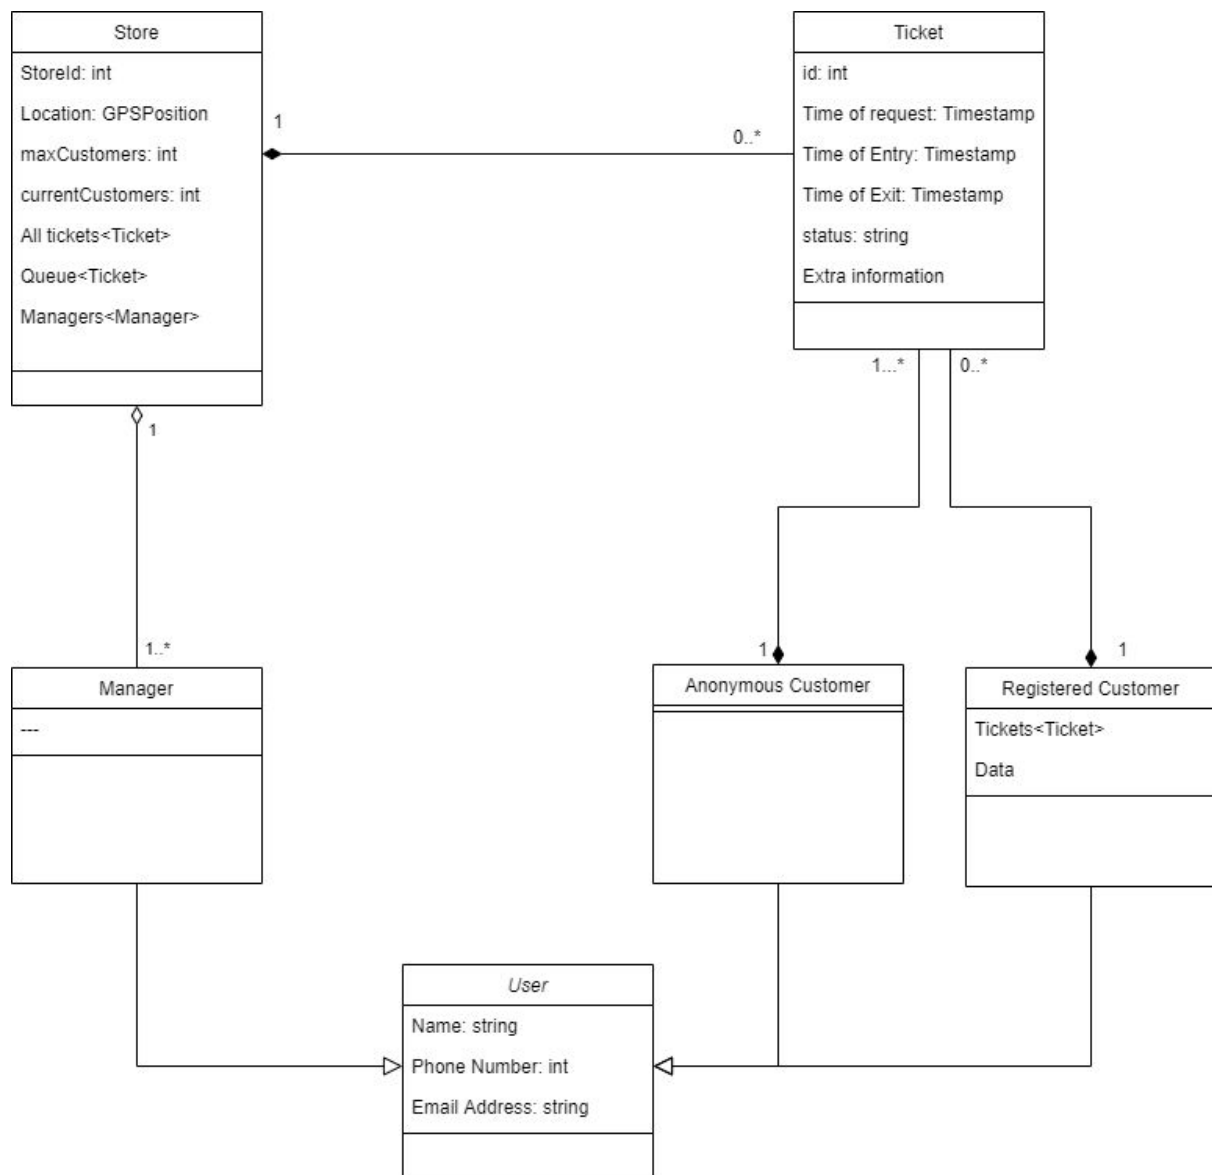 Store
StoreId: int
Location: GPSPosition
maxCustomers: int
currentCustomers: int
All tickets<Ticket>
Queue<Ticket>
Managers<Manager>
1
0..*
Ticket
id: int
Time of request: Timestamp
Time of Entry: Timestamp
Time of Exit: Timestamp
status: string
Extra information
1...*
0..*
1
1..*
Manager
---
1
Anonymous Customer
1
Registered Customer
Tickets<Ticket>
Data
User
Name: string
Phone Number: int
Email Address: string